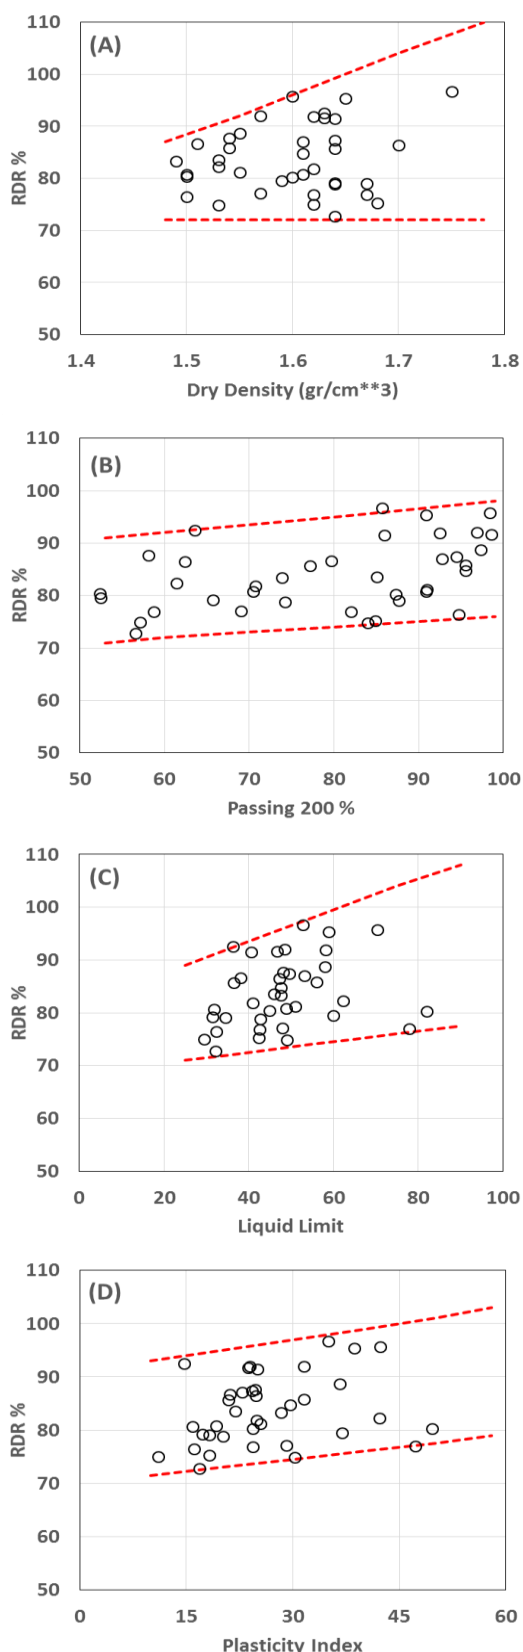 110
(A)
100
90
80
70
60
50
RDR %
1.4 1.5 1.6 1.7 1.8
Dry Density (gr/cm**3)
110
(B)
100
90
80
70
60
50
RDR %
50 60 70 80 90 100
Passing 200 %
110
(C)
100
90
80
70
60
50
RDR %
0 20 40 60 80 100
Liquid Limit
110
(D)
100
90
80
70
60
50
RDR %
0 15 30 45 60
Plasticity Index